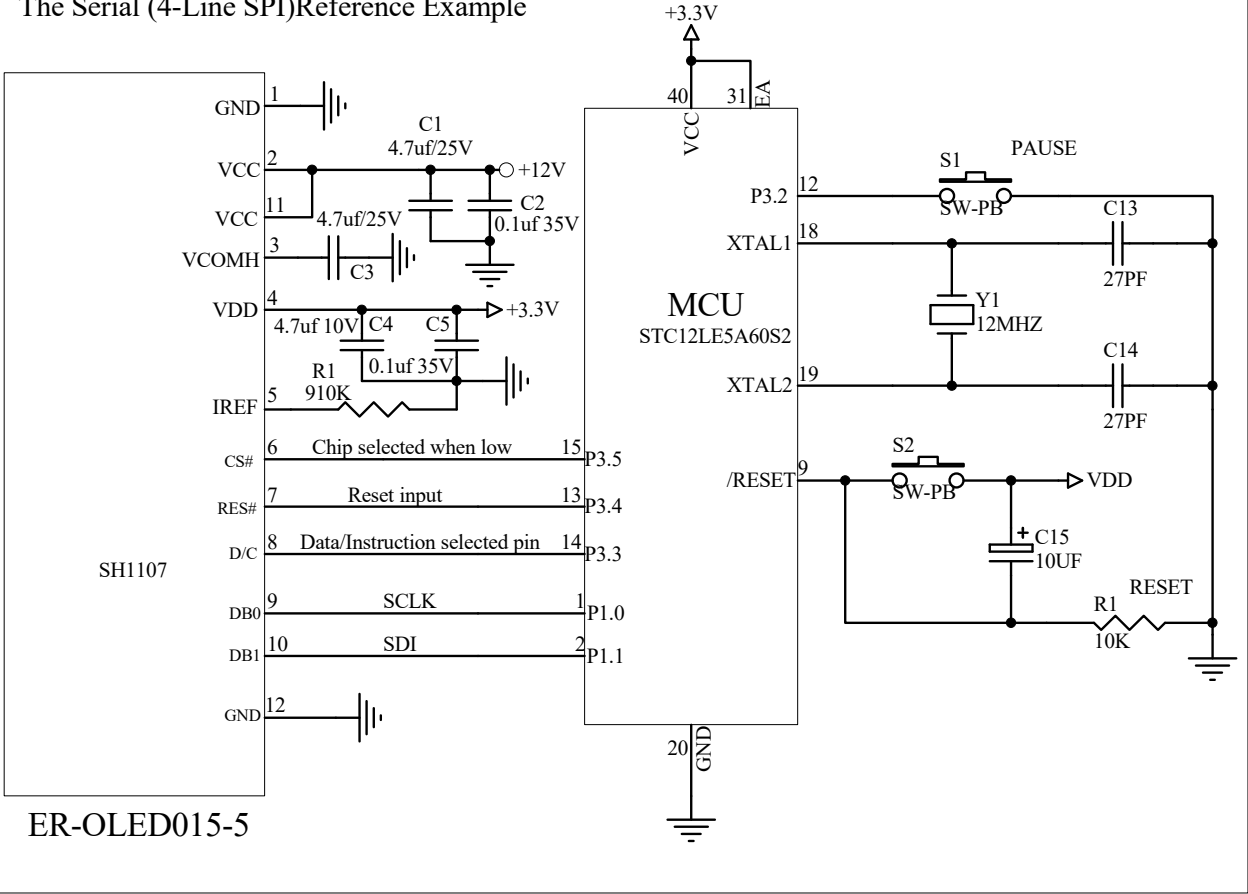 The Serial (4-Line SPI)Reference Example
+3.3V
GND 1
VCC 2
VCC 11
VCOMH 3
VDD 4
IREF 5
CS# 6
RES# 7
D/C 8
DB0 9
DB1 10
GND 12
SH1107
ER-OLED015-5
C1
4.7uf/25V
+12V
C2
0.1uf 35V
4.7uf/25V
C3
+3.3V
4.7uf 10V
C4
C5
0.1uf 35V
R1
910K
Chip selected when low
Reset input
Data/Instruction selected pin
SCLK
SDI
15 P3.5
13 P3.4
14 P3.3
1 P1.0
2 P1.1
40
VCC
31
EA
MCU
STC12LE5A60S2
20
GND
P3.2 12
XTAL1 18
XTAL2 19
/RESET 9
S1
PAUSE
SW-PB
C13
27PF
Y1
12MHZ
C14
27PF
S2
SW-PB
VDD
+
C15
10UF
RESET
R1
10K